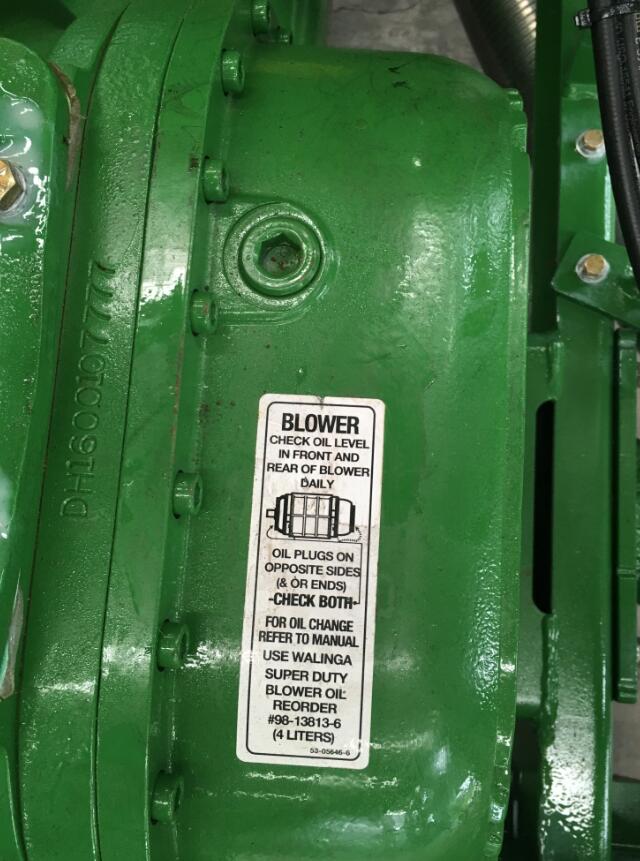 DH1600107777
BLOWER
CHECK OIL LEVEL
IN FRONT AND
REAR OF BLOWER
DAILY
OIL PLUGS ON
OPPOSITE SIDES
(& OR ENDS)
-CHECK BOTH-
FOR OIL CHANGE
REFER TO MANUAL
USE WALINGA
SUPER DUTY
BLOWER OIL
REORDER
#98-13813-6
(4 LITERS)
53-05646-6